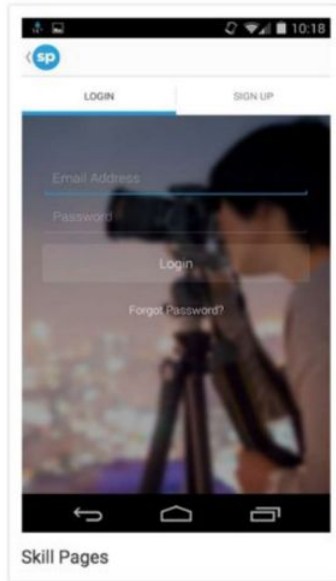 10:18
sp
LOGIN SIGN UP
Email Address
Password
Login
Forgot Password?
Skill Pages